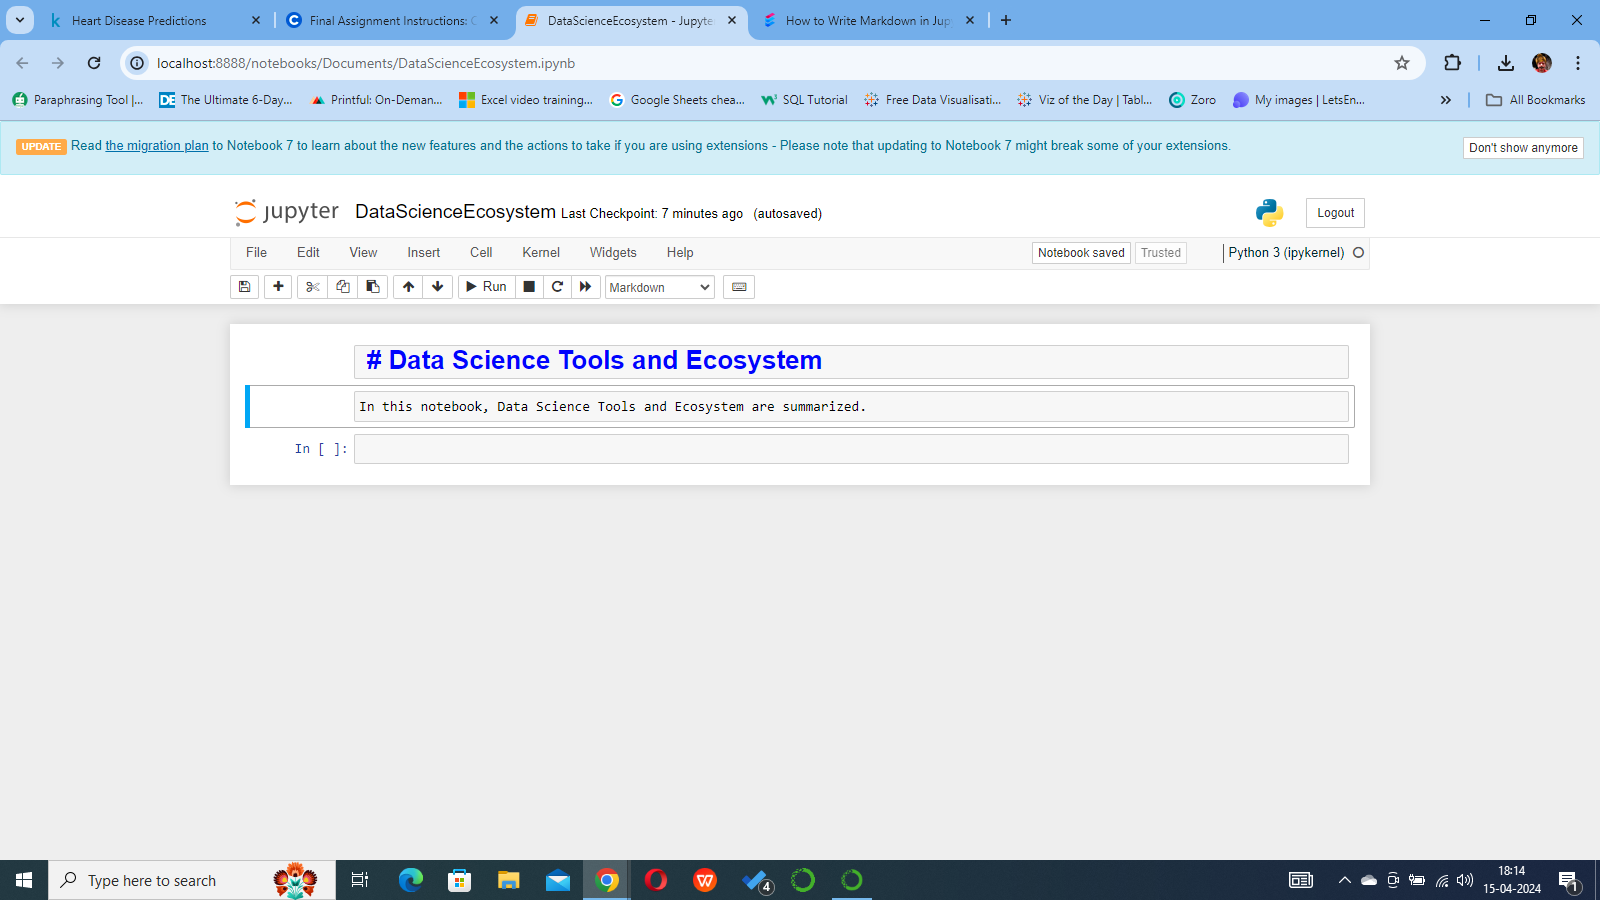 Heart Disease Predictions
Final Assignment Instructions: C
DataScienceEcosystem - Jupyte
How to Write Markdown in Jup
localhost:8888/notebooks/Documents/DataScienceEcosystem.ipynb
Paraphrasing Tool |... The Ultimate 6-Day... Printful: On-Deman... Excel video training... Google Sheets chea... SQL Tutorial Free Data Visualisati... Viz of the Day | Tabl... Zoro My images | LetsEn... » All Bookmarks
UPDATE Read the migration plan to Notebook 7 to learn about the new features and the actions to take if you are using extensions - Please note that updating to Notebook 7 might break some of your extensions. Don't show anymore
jupyter DataScienceEcosystem Last Checkpoint: 7 minutes ago (autosaved) Logout
File Edit View Insert Cell Kernel Widgets Help Notebook saved Trusted Python 3 (ipykernel)
Run Markdown
# Data Science Tools and Ecosystem
In this notebook, Data Science Tools and Ecosystem are summarized.
In [ ]:
Type here to search 4 18:14
15-04-2024 1